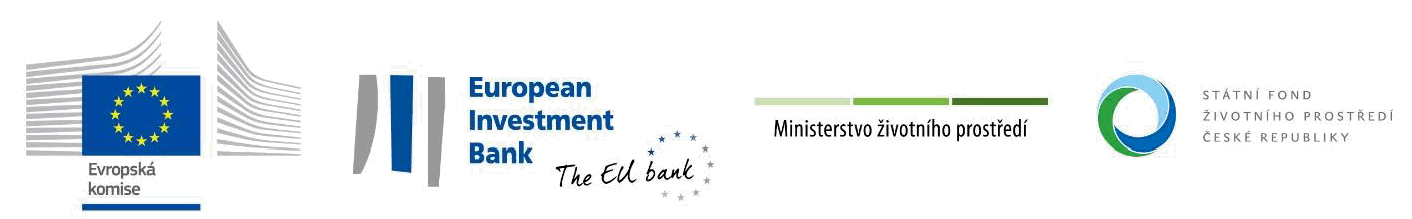 Evropská
komise
European
Investment
Bank
The EU bank
Ministerstvo životního prostředí
STÁTNÍ FOND
ŽIVOTNÍHO PROSTŘEDÍ
ČESKÉ REPUBLIKY